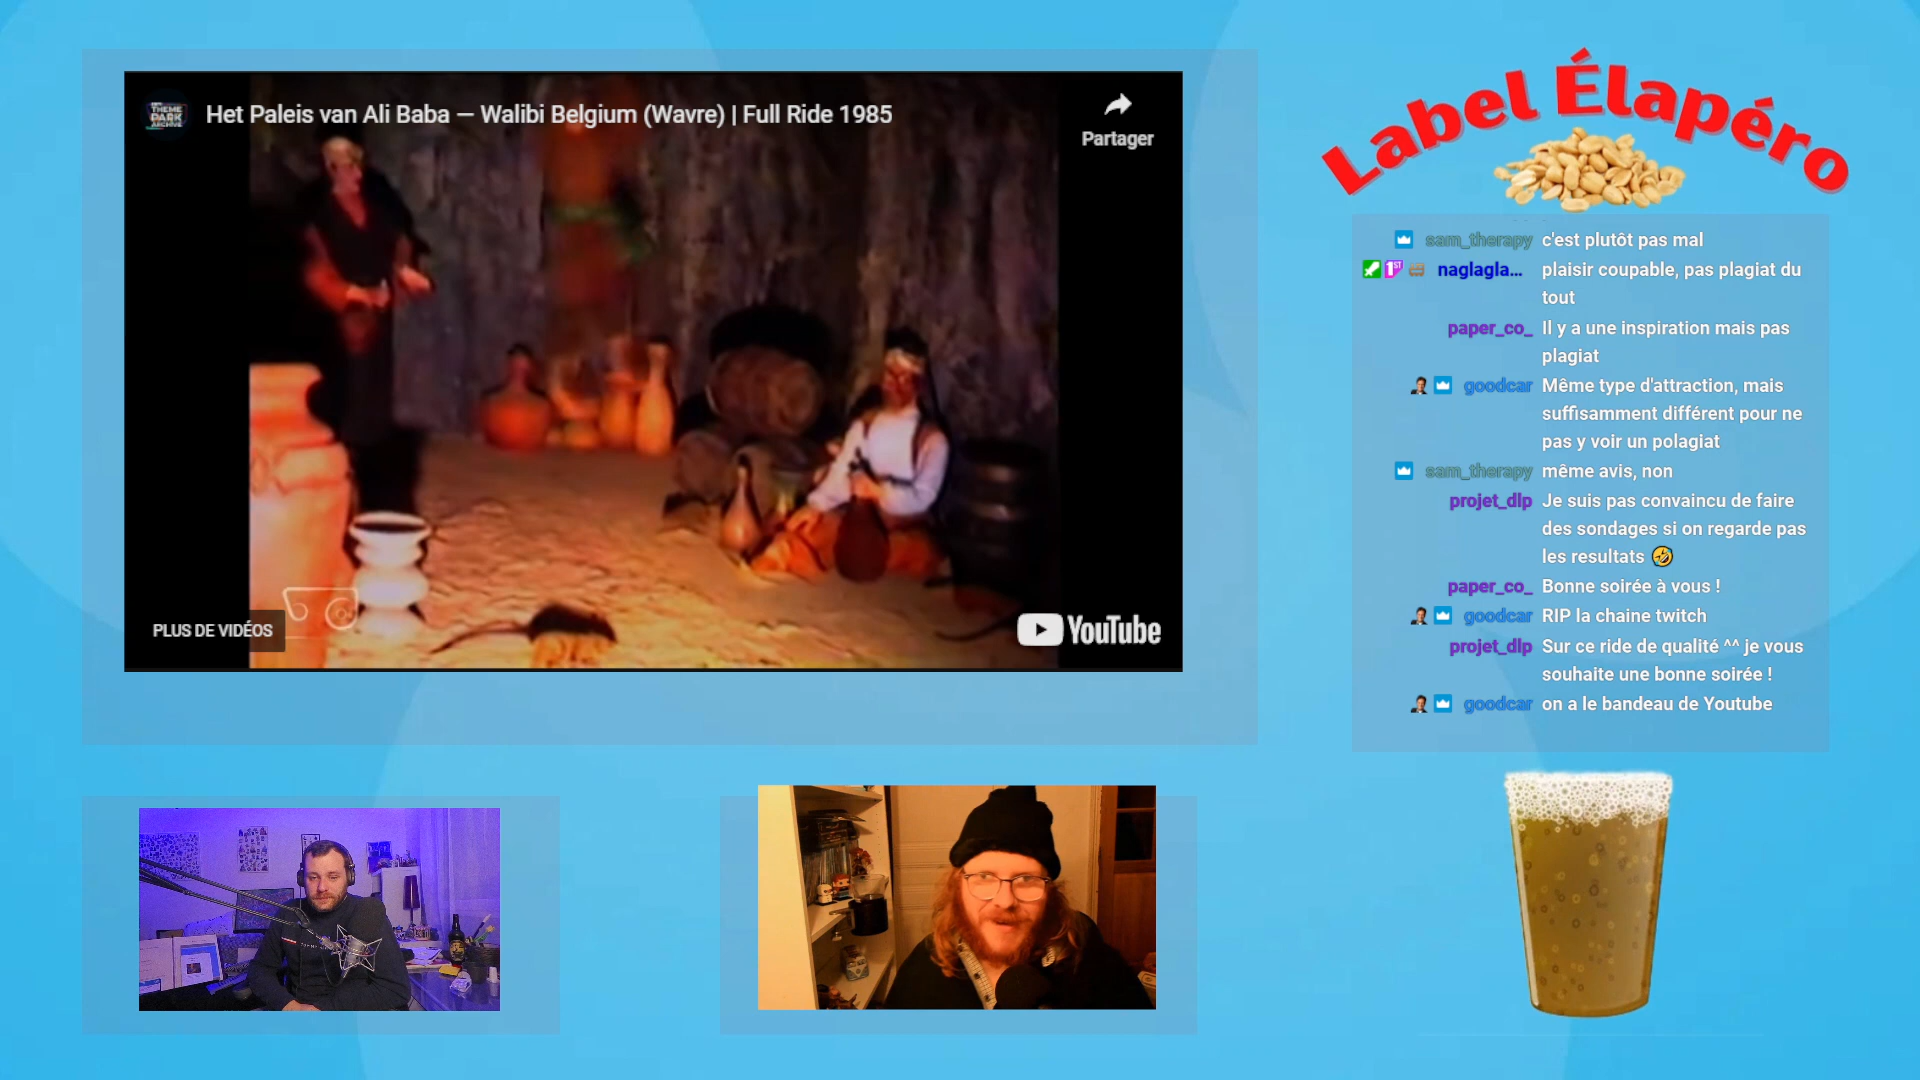 THEME
PARK
ARCHIVE
Het Paleis van Ali Baba — Walibi Belgium (Wavre) | Full Ride 1985
Partager
PLUS DE VIDÉOS
YouTube
Label Élapéro
sam_therapy c'est plutôt pas mal
naglagla... plaisir coupable, pas plagiat du
tout
paper_co_ Il y a une inspiration mais pas
plagiat
goodcar Même type d'attraction, mais
suffisamment différent pour ne
pas y voir un polagiat
sam_therapy même avis, non
projet_dlp Je suis pas convaincu de faire
des sondages si on regarde pas
les resultats 🤣
paper_co_ Bonne soirée à vous !
goodcar RIP la chaine twitch
projet_dlp Sur ce ride de qualité ^^ je vous
souhaite une bonne soirée !
goodcar on a le bandeau de Youtube